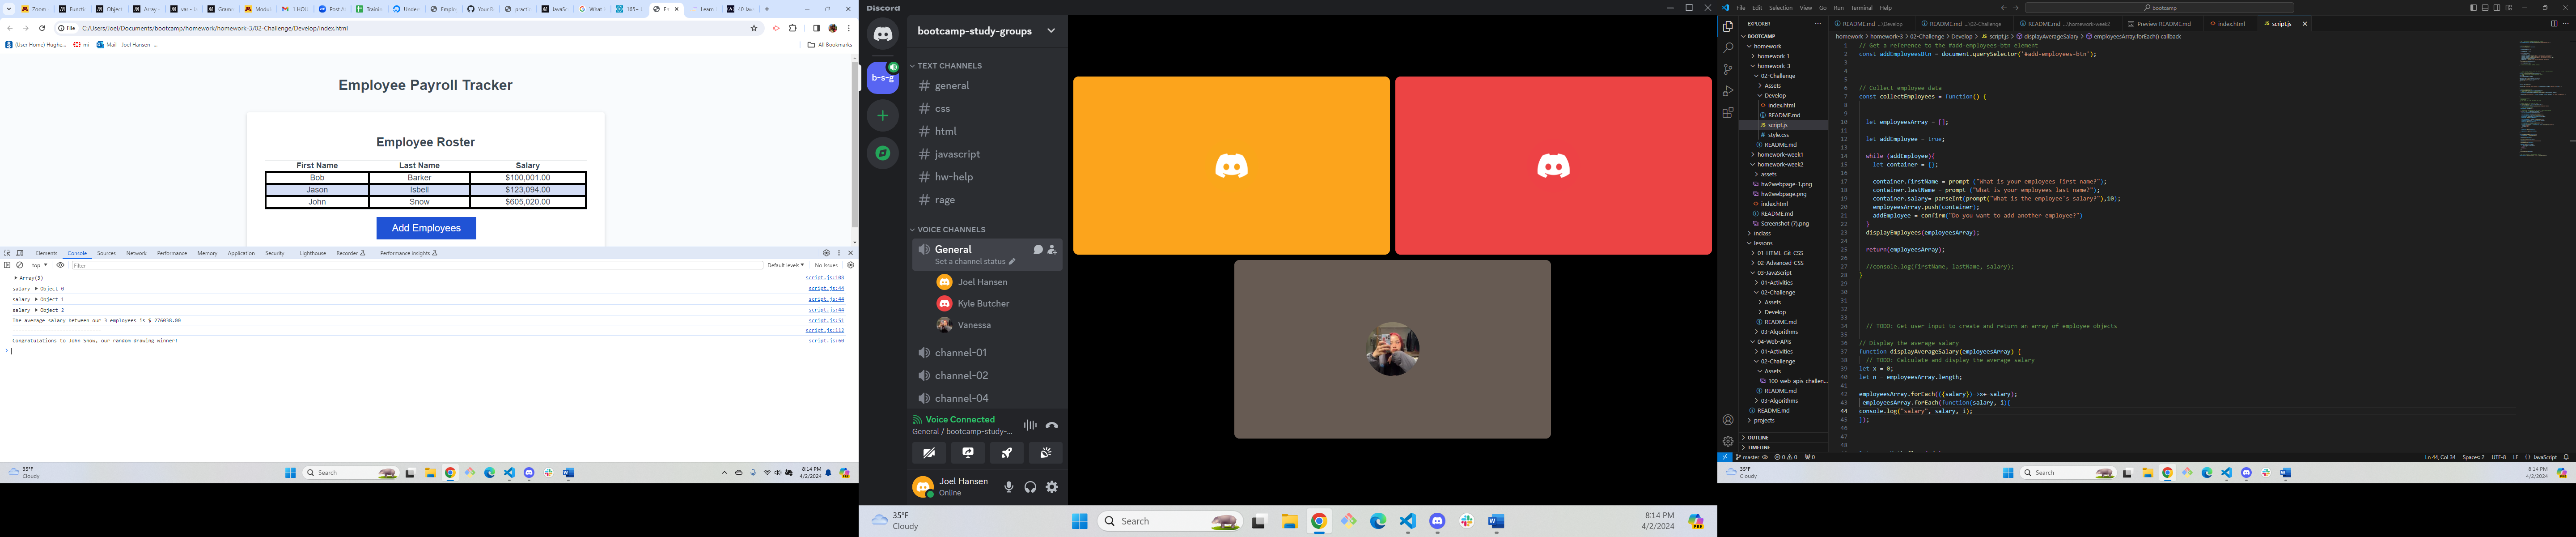 Zoom
Functi
Object
Array
var -
Gram
Modul
1 HOU
Post A
Trainin
Under
Emplo
Your R
practi
JavaSc
What I
165+
Er
Learn
40 Jav
File
C:/Users/Joel/Documents/bootcamp/homework/homework-3/02-Challenge/Develop/index.html
(User Home) Hughe...
mi
Mail - Joel Hansen -...
All Bookmarks
Employee Payroll Tracker
Employee Roster
First Name Last Name Salary
Bob Barker $100,001.00
Jason Isbell $123,094.00
John Snow $605,020.00
Add Employees
Elements Console Sources Network Performance Memory Application Security Lighthouse Recorder Performance insights
top Filter Default levels No Issues
Array(3) script.js:108
salary Object 0 script.js:44
salary Object 1 script.js:44
salary Object 2 script.js:44
The average salary between our 3 employees is $ 276038.00 script.js:51
============================== script.js:112
Congratulations to John Snow, our random drawing winner! script.js:60
33°F
Cloudy
Search
8:14 PM
4/2/2024
Discord
bootcamp-study-groups
b-s-g
TEXT CHANNELS
general
css
html
javascript
hw-help
rage
VOICE CHANNELS
General
Set a channel status
Joel Hansen
Kyle Butcher
Vanessa
channel-01
channel-02
channel-04
Voice Connected
General / bootcamp-study-...
Joel Hansen
Online
35°F
Cloudy
Search
8:14 PM
4/2/2024
File Edit Selection View Go Run Terminal Help
bootcamp
EXPLORER
README.md ...\Develop
README.md ...\02-Challenge
README.md ...\homework-week2
Preview README.md
index.html
script.js
homework > homework-3 > 02-Challenge > Develop > script.js > displayAverageSalary > employeesArray.forEach() callback
BOOTCAMP
homework
homework 1
homework-3
02-Challenge
Assets
Develop
index.html
README.md
script.js
style.css
README.md
homework-week1
homework-week2
assets
hw2webpage-1.png
hw2webpage.png
index.html
README.md
Screenshot (7).png
inclass
lessons
01-HTML-Git-CSS
02-Advanced-CSS
03-JavaScript
01-Activities
02-Challenge
Assets
Develop
README.md
03-Algorithms
04-Web-APIs
01-Activities
02-Challenge
Assets
100-web-apis-challen...
README.md
03-Algorithms
README.md
projects
OUTLINE
TIMELINE
1 // Get a reference to the #add-employees-btn element
2 const addEmployeesBtn = document.querySelector('#add-employees-btn');
3
4
5
6 // Collect employee data
7 const collectEmployees = function() {
8
9
10 let employeesArray = [];
11
12 let addEmployee = true;
13
14 while (addEmployee){
15 let container = {};
16
17 container.firstName = prompt ("What is your employees first name?");
18 container.lastName = prompt ("What is your employees last name?");
19 container.salary= parseInt(prompt("What is the employee's salary?"),10);
20 employeesArray.push(container);
21 addEmployee = confirm("Do you want to add another employee?")
22 }
23 displayEmployees(employeesArray);
24
25 return(employeesArray);
26
27 //console.log(firstName, lastName, salary);
28 }
29
30
31
32
33
34 // TODO: Get user input to create and return an array of employee objects
35
36 // Display the average salary
37 function displayAverageSalary(employeesArray) {
38 // TODO: Calculate and display the average salary
39 let x = 0;
40 let n = employeesArray.length;
41
42 employeesArray.forEach(({salary})=>x+=salary);
43 employeesArray.forEach(function(salary, i){
44 console.log("salary", salary, i);
45 });
46
47
48
master 0 0 0
Ln 44, Col 34 Spaces: 2 UTF-8 LF JavaScript
35°F
Cloudy
Search
8:14 PM
4/2/2024